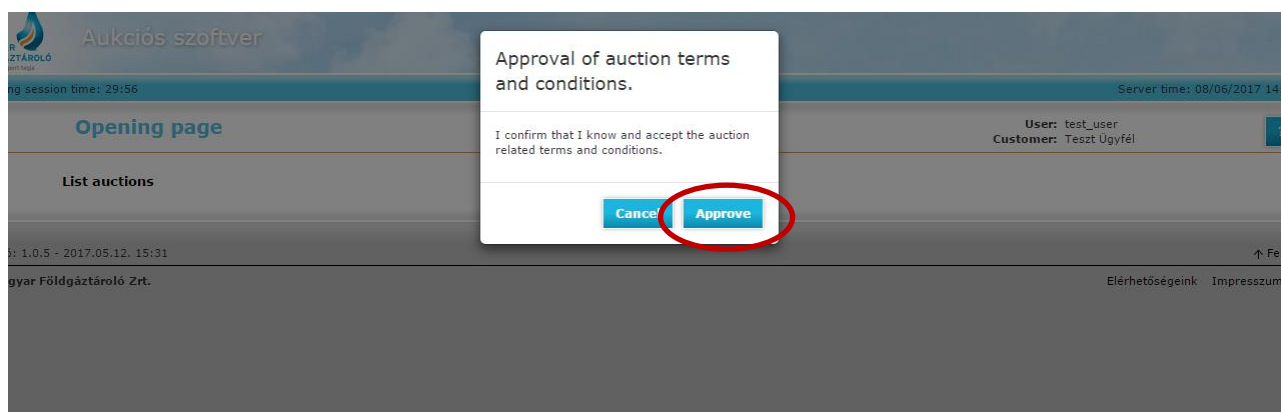 Aukciós szoftver
ZTÁROLÓ
session time: 29:56
Server time: 08/06/2017 14
Opening page
User: test_user
Customer: Teszt Ügyfél
List auctions
Approval of auction terms
and conditions.
I confirm that I know and accept the auction
related terms and conditions.
Cancel
Approve
: 1.0.5 - 2017.05.12. 15:31
Fe
gyar Földgáztároló Zrt.
Elérhetőségeink Impresszum